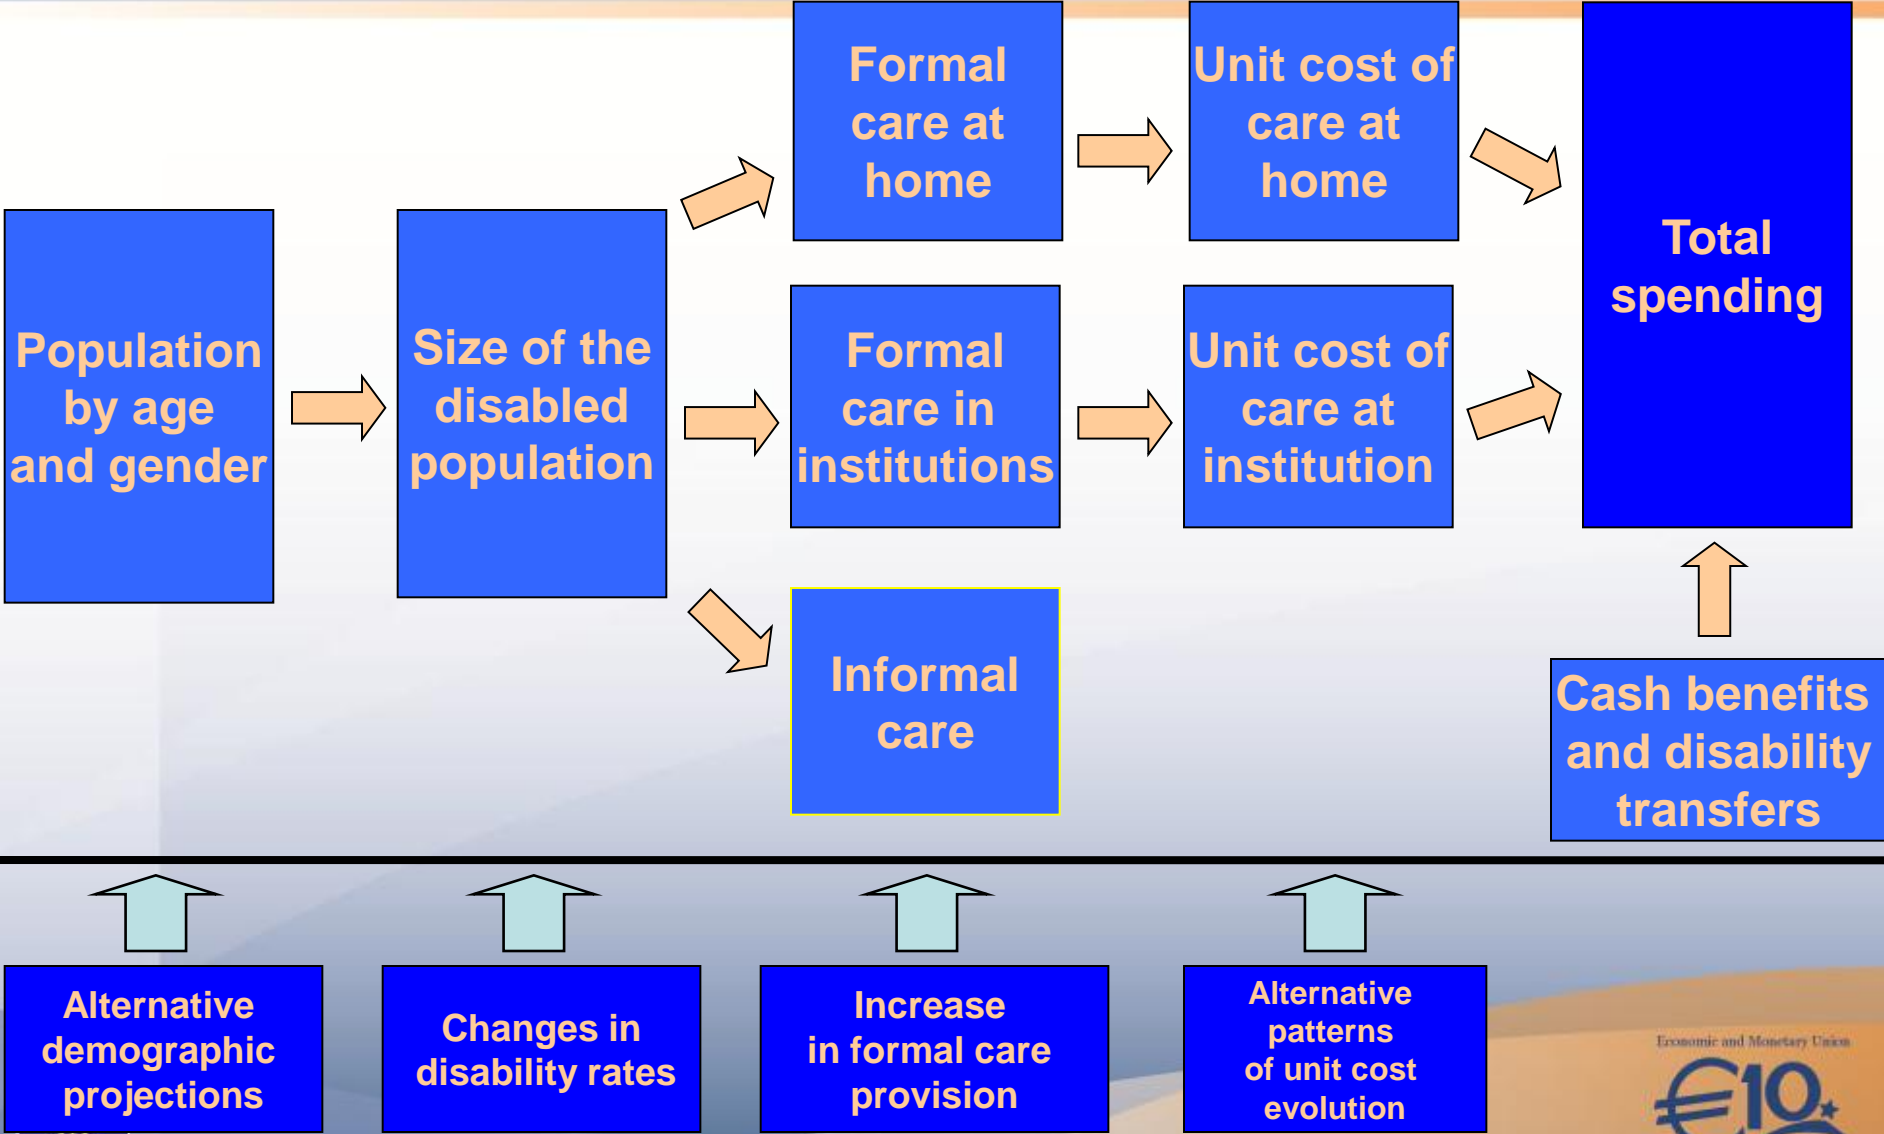 Formal
care at
home
Unit cost of
care at
home
Total
spending
Population
by age
and gender
Size of the
disabled
population
Formal
care in
institutions
Unit cost of
care at
institution
Informal
care
Cash benefits
and disability
transfers
Alternative
demographic
projections
Changes in
disability rates
Increase
in formal care
provision
Alternative
patterns
of unit cost
evolution
Economic and Monetary Union
€10